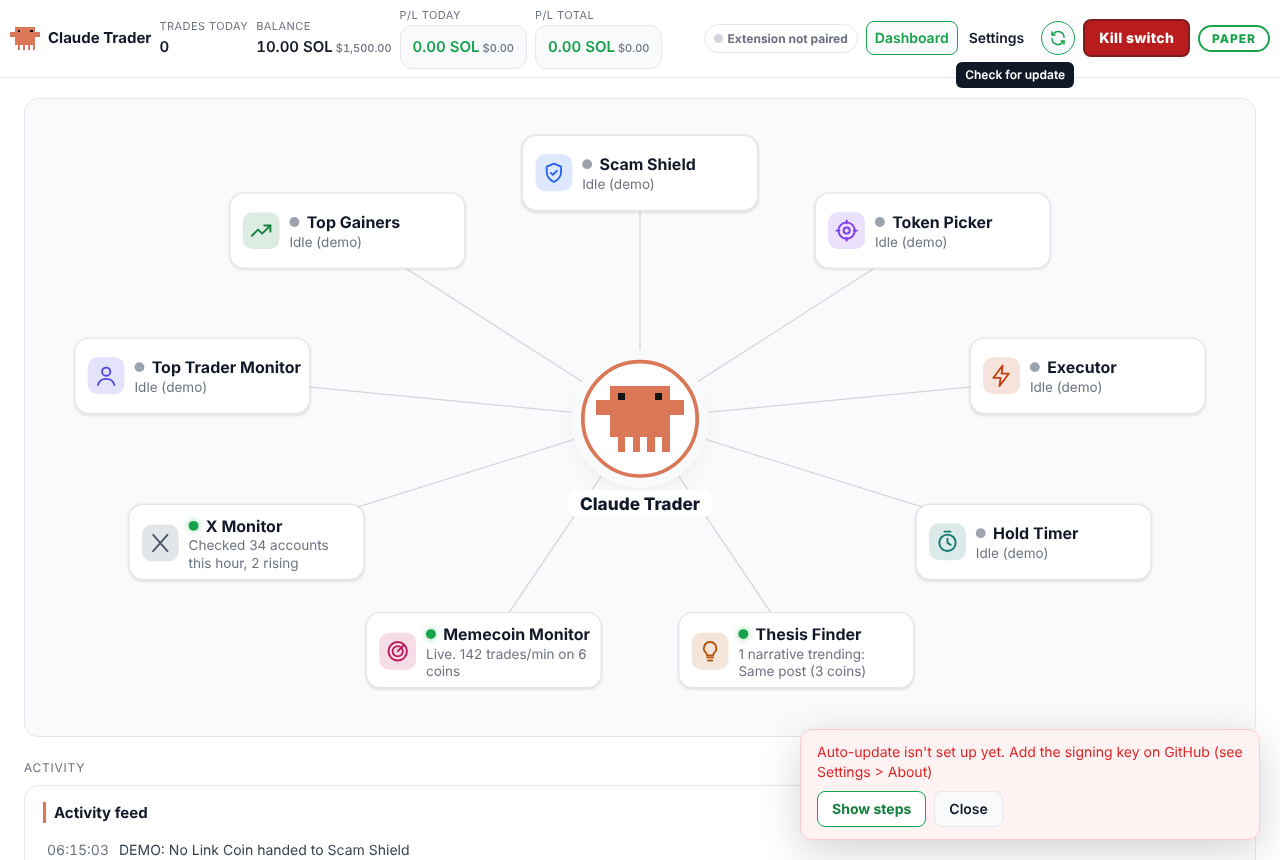 Claude Trader
TRADES TODAY
0
BALANCE
10.00 SOL $1,500.00
P/L TODAY
0.00 SOL $0.00
P/L TOTAL
0.00 SOL $0.00
Extension not paired
Dashboard
Settings
Kill switch
PAPER
Check for update
Scam Shield
Idle (demo)
Top Gainers
Idle (demo)
Token Picker
Idle (demo)
Top Trader Monitor
Idle (demo)
Executor
Idle (demo)
Claude Trader
X Monitor
Checked 34 accounts
this hour, 2 rising
Hold Timer
Idle (demo)
Memecoin Monitor
Live. 142 trades/min on 6
coins
Thesis Finder
1 narrative trending:
Same post (3 coins)
Auto-update isn't set up yet. Add the signing key on GitHub (see
Settings > About)
Show steps
Close
ACTIVITY
Activity feed
06:15:03 DEMO: No Link Coin handed to Scam Shield